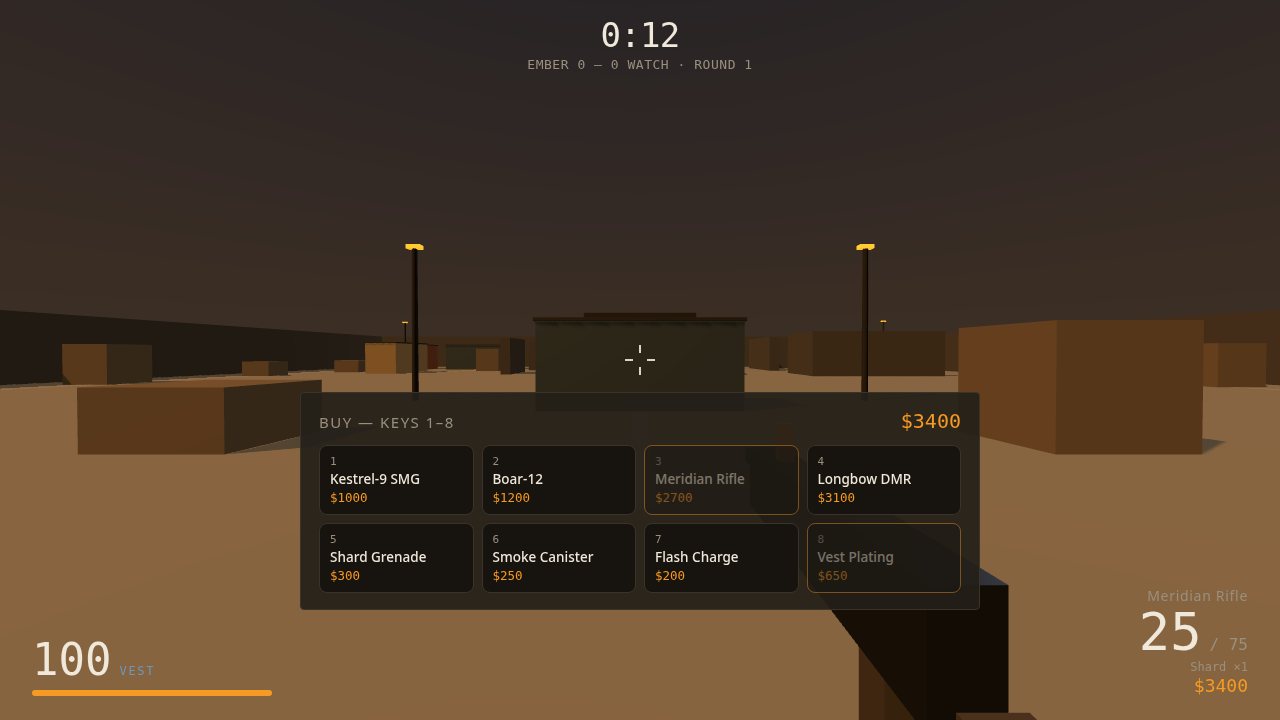 0:12
EMBER 0 — 0 WATCH · ROUND 1
BUY — KEYS 1–8
$3400
1
Kestrel-9 SMG
$1000
2
Boar-12
$1200
3
Meridian Rifle
$2700
4
Longbow DMR
$3100
5
Shard Grenade
$300
6
Smoke Canister
$250
7
Flash Charge
$200
8
Vest Plating
$650
100 VEST
Meridian Rifle
25 / 75
Shard ×1
$3400